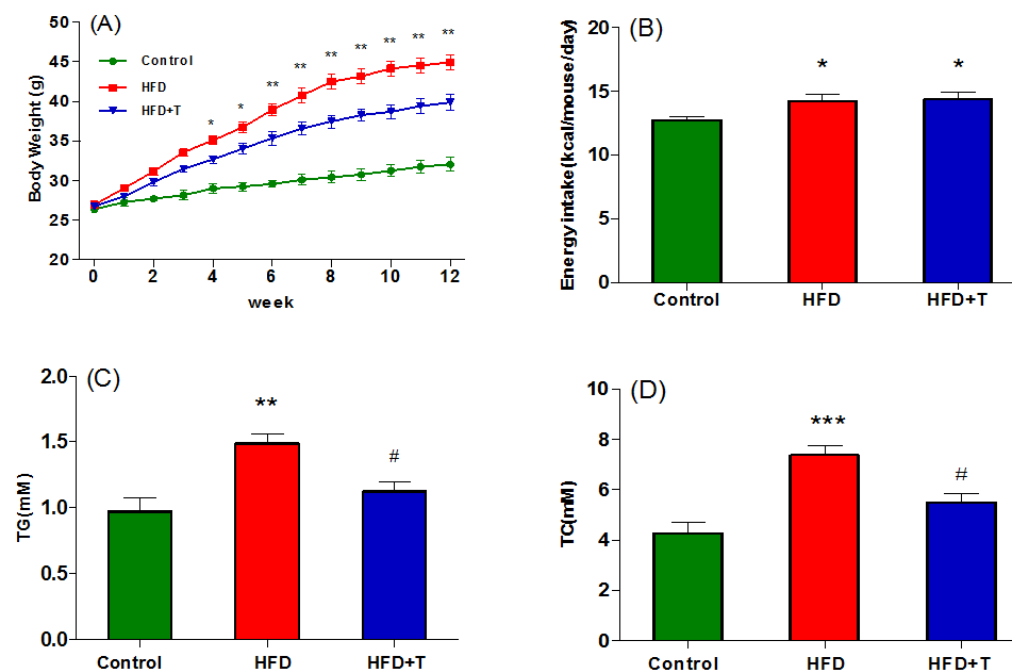 (A)
50
45
40
35
30
25
20
Body Weight (g)
Control
HFD
HFD+T
* * ** ** ** ** ** ** **
0 2 4 6 8 10 12
week
(B)
20
15
10
5
0
Energy intake(kcal/mouse/day)
* *
Control HFD HFD+T
(C)
2.0
1.5
1.0
0.5
0.0
TG(mM)
**
#
Control HFD HFD+T
(D)
10
8
6
4
2
0
TC(mM)
***
#
Control HFD HFD+T